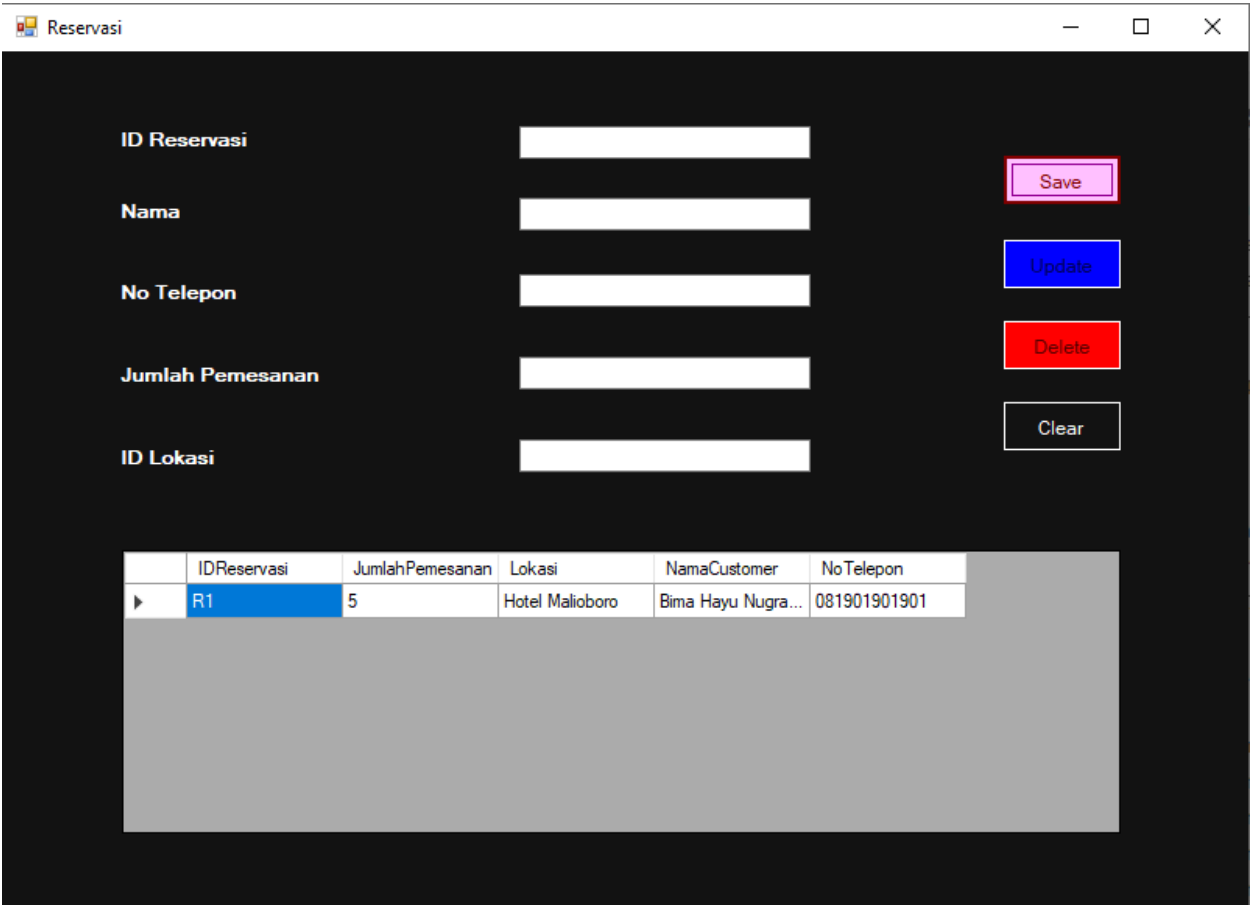 Reservasi
ID Reservasi
Nama
No Telepon
Jumlah Pemesanan
ID Lokasi
Save
Update
Delete
Clear
IDReservasi JumlahPemesanan Lokasi NamaCustomer NoTelepon
R1 5 Hotel Malioboro Bima Hayu Nugra... 081901901901